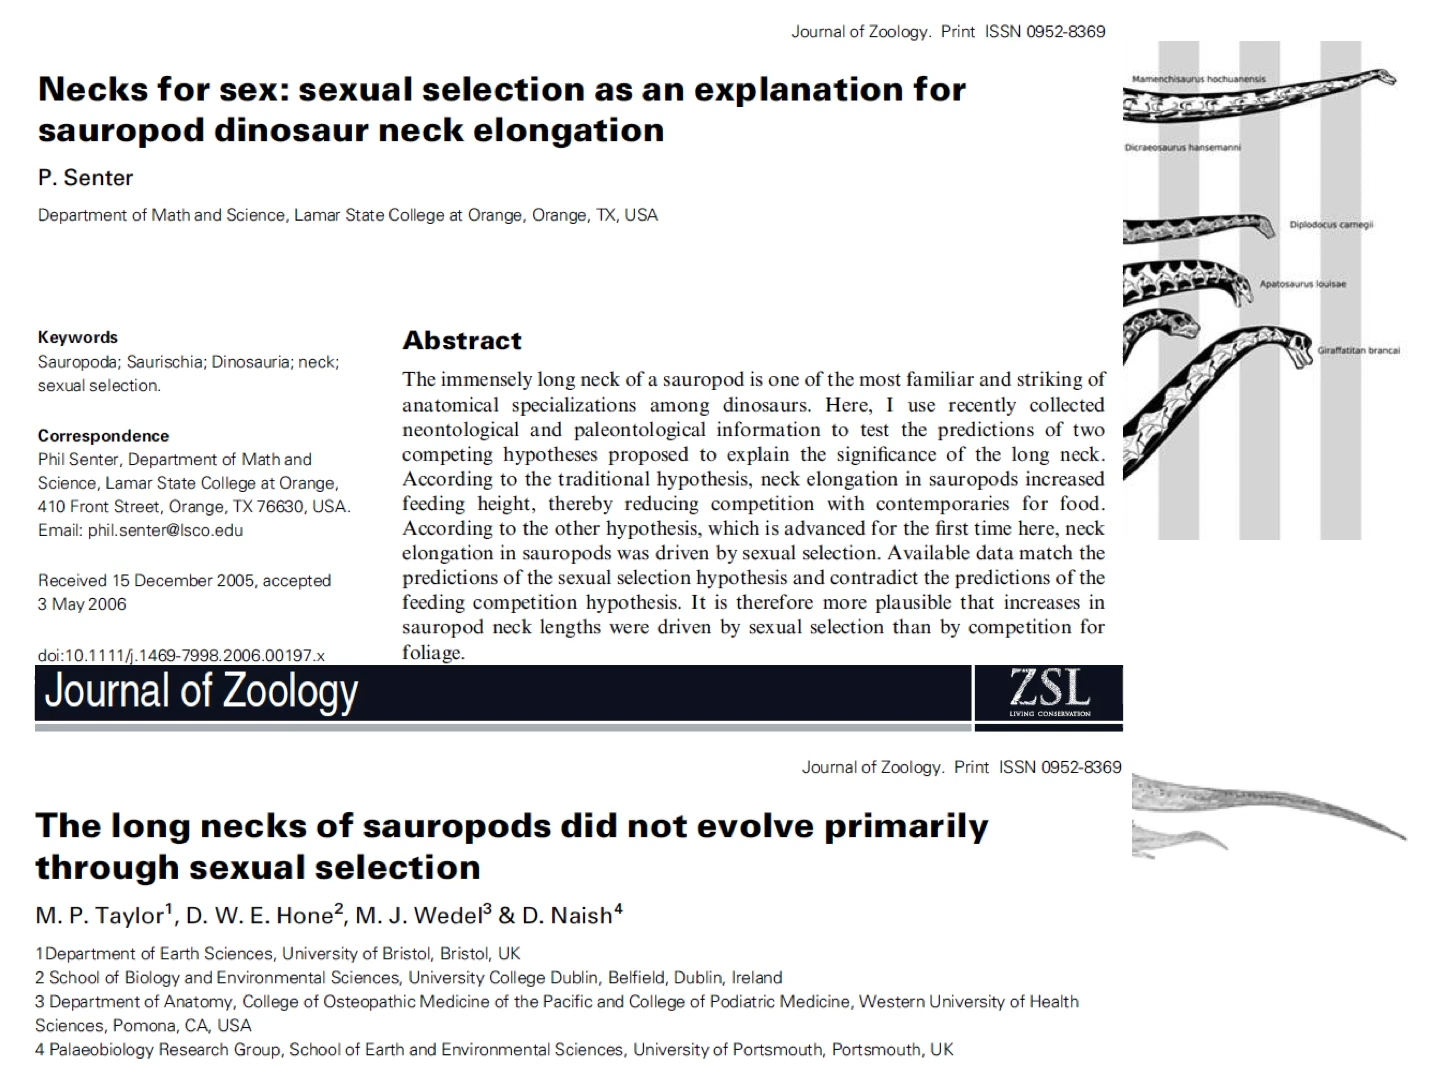 Journal of Zoology. Print ISSN 0952-8369
Necks for sex: sexual selection as an explanation for
sauropod dinosaur neck elongation
P. Senter
Department of Math and Science, Lamar State College at Orange, Orange, TX, USA
Keywords
Sauropoda; Saurischia; Dinosauria; neck;
sexual selection.
Correspondence
Phil Senter, Department of Math and
Science, Lamar State College at Orange,
410 Front Street, Orange, TX 76630, USA.
Email: phil.senter@lsco.edu
Received 15 December 2005, accepted
3 May 2006
doi:10.1111/j.1469-7998.2006.00197.x
Abstract
The immensely long neck of a sauropod is one of the most familiar and striking of
anatomical specializations among dinosaurs. Here, I use recently collected
neontological and paleontological information to test the predictions of two
competing hypotheses proposed to explain the significance of the long neck.
According to the traditional hypothesis, neck elongation in sauropods increased
feeding height, thereby reducing competition with contemporaries for food.
According to the other hypothesis, which is advanced for the first time here, neck
elongation in sauropods was driven by sexual selection. Available data match the
predictions of the sexual selection hypothesis and contradict the predictions of the
feeding competition hypothesis. It is therefore more plausible that increases in
sauropod neck lengths were driven by sexual selection than by competition for
foliage.
Mamenchisaurus hochuanensis
Dicraeosaurus hansemanni
Diplodocus carnegii
Apatosaurus louisae
Giraffatitan brancai
Journal of Zoology
ZSL
LIVING CONSERVATION
Journal of Zoology. Print ISSN 0952-8369
The long necks of sauropods did not evolve primarily
through sexual selection
M. P. Taylor1, D. W. E. Hone2, M. J. Wedel3 & D. Naish4
1Department of Earth Sciences, University of Bristol, Bristol, UK
2 School of Biology and Environmental Sciences, University College Dublin, Belfield, Dublin, Ireland
3 Department of Anatomy, College of Osteopathic Medicine of the Pacific and College of Podiatric Medicine, Western University of Health
Sciences, Pomona, CA, USA
4 Palaeobiology Research Group, School of Earth and Environmental Sciences, University of Portsmouth, Portsmouth, UK